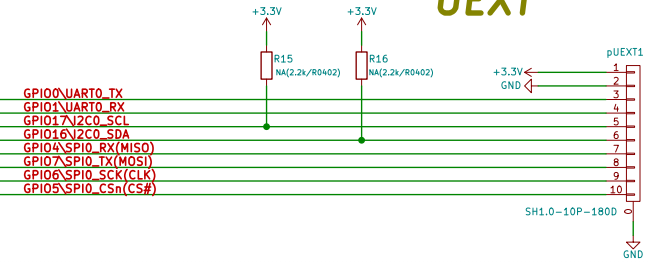 UEXT
+3.3V
+3.3V
R15
NA(2.2k/R0402)
R16
NA(2.2k/R0402)
pUEXT1
+3.3V
1
GND
2
GPIO0\UART0_TX
3
GPIO1\UART0_RX
4
GPIO17\I2C0_SCL
5
GPIO16\I2C0_SDA
6
GPIO4\SPI0_RX(MISO)
7
GPIO7\SPI0_TX(MOSI)
8
GPIO6\SPI0_SCK(CLK)
9
GPIO5\SPI0_CSn(CS#)
10
SH1.0-10P-180D
0
GND